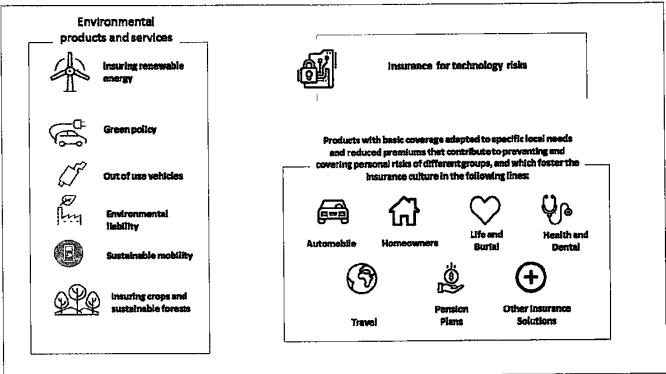 Environmental
products and services
Insuring renewable
energy
Green policy
Out of use vehicles
Environmental
liability
Sustainable mobility
Insuring crops and
sustainable forests
Insurance for technology risks
Products with basic coverage adapted to specific local needs
and reduced premiums that contribute to preventing and
covering personal risks of different groups, and which foster the
insurance culture in the following lines:
Automobile
Homeowners
Life and
Burial
Health and
Dental
Travel
Pension
Plans
Other Insurance
Solutions